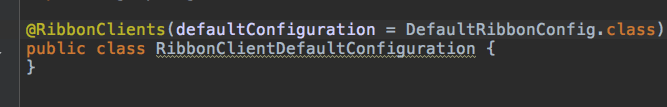 @RibbonClients(defaultConfiguration = DefaultRibbonConfig.class)
public class RibbonClientDefaultConfiguration {
}